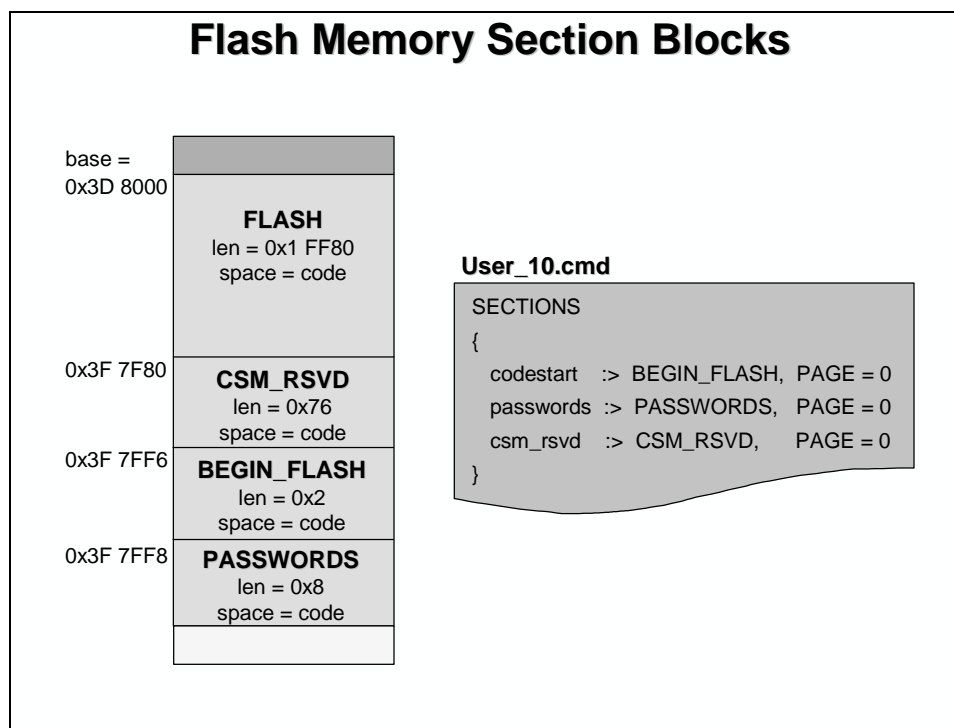 Flash Memory Section Blocks
base =
0x3D 8000
FLASH
len = 0x1 FF80
space = code
0x3F 7F80
CSM_RSVD
len = 0x76
space = code
0x3F 7FF6
BEGIN_FLASH
len = 0x2
space = code
0x3F 7FF8
PASSWORDS
len = 0x8
space = code
User_10.cmd
SECTIONS
{
codestart :> BEGIN_FLASH, PAGE = 0
passwords :> PASSWORDS, PAGE = 0
csm_rsvd :> CSM_RSVD, PAGE = 0
}